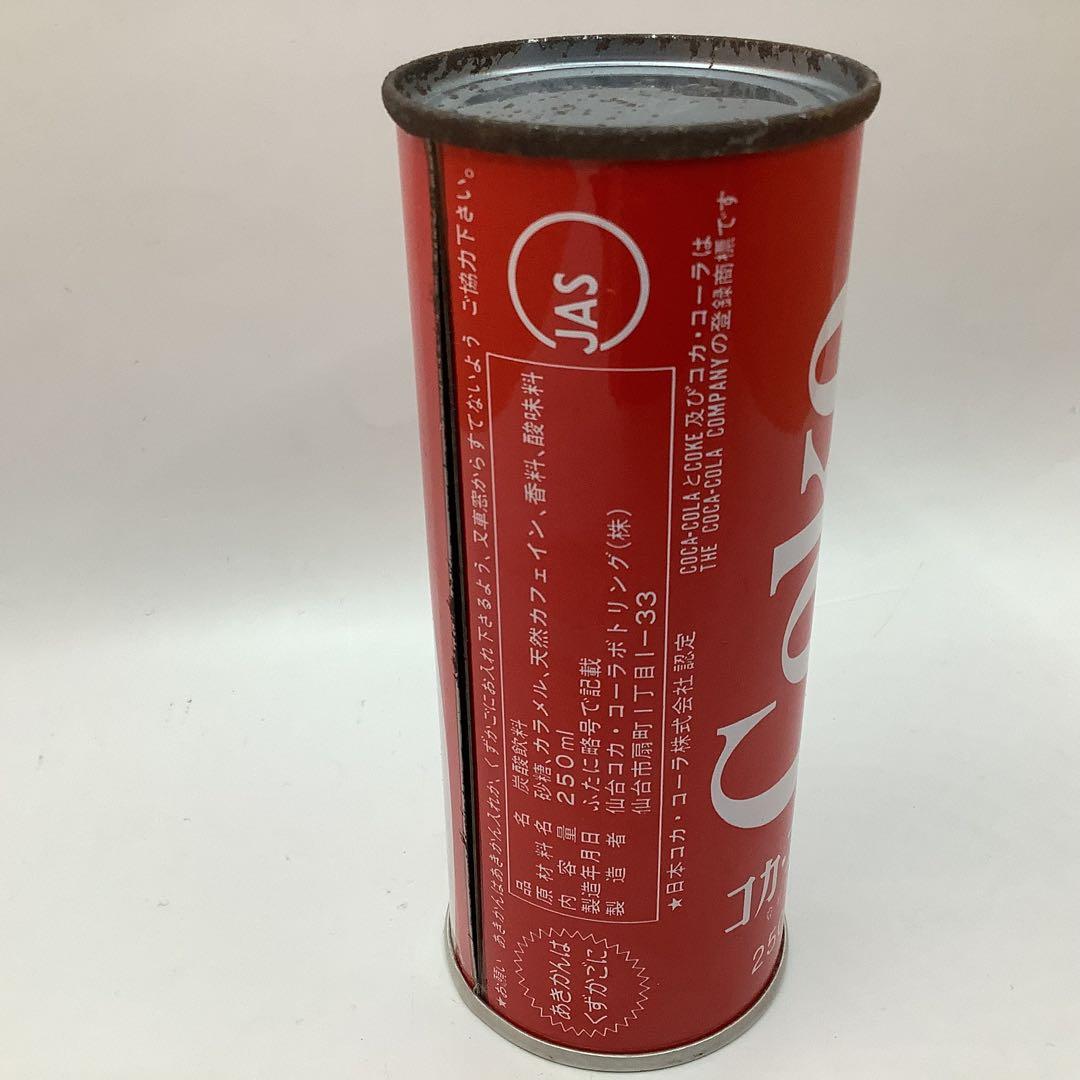 ★お願い あきかんはあきかん入れか、くずかごにお入れ下さるよう、又車窓からすてないよう ご協力下さい。
あきかんは
くずかごに
品名 炭酸飲料
原材料名 砂糖、カラメル、天然カフェイン、香料、酸味料
内容量 250ml
製造年月日 ふたに略号で記載
製造者 仙台コカ・コーラボトリング(株)
仙台市扇町1丁目1-33
JAS
★日本コカ・コーラ株式会社 認定
COCA-COLAとCOKE及びコカ・コーラは
THE COCA-COLA COMPANYの登録商標です
Coke
コカ・
25